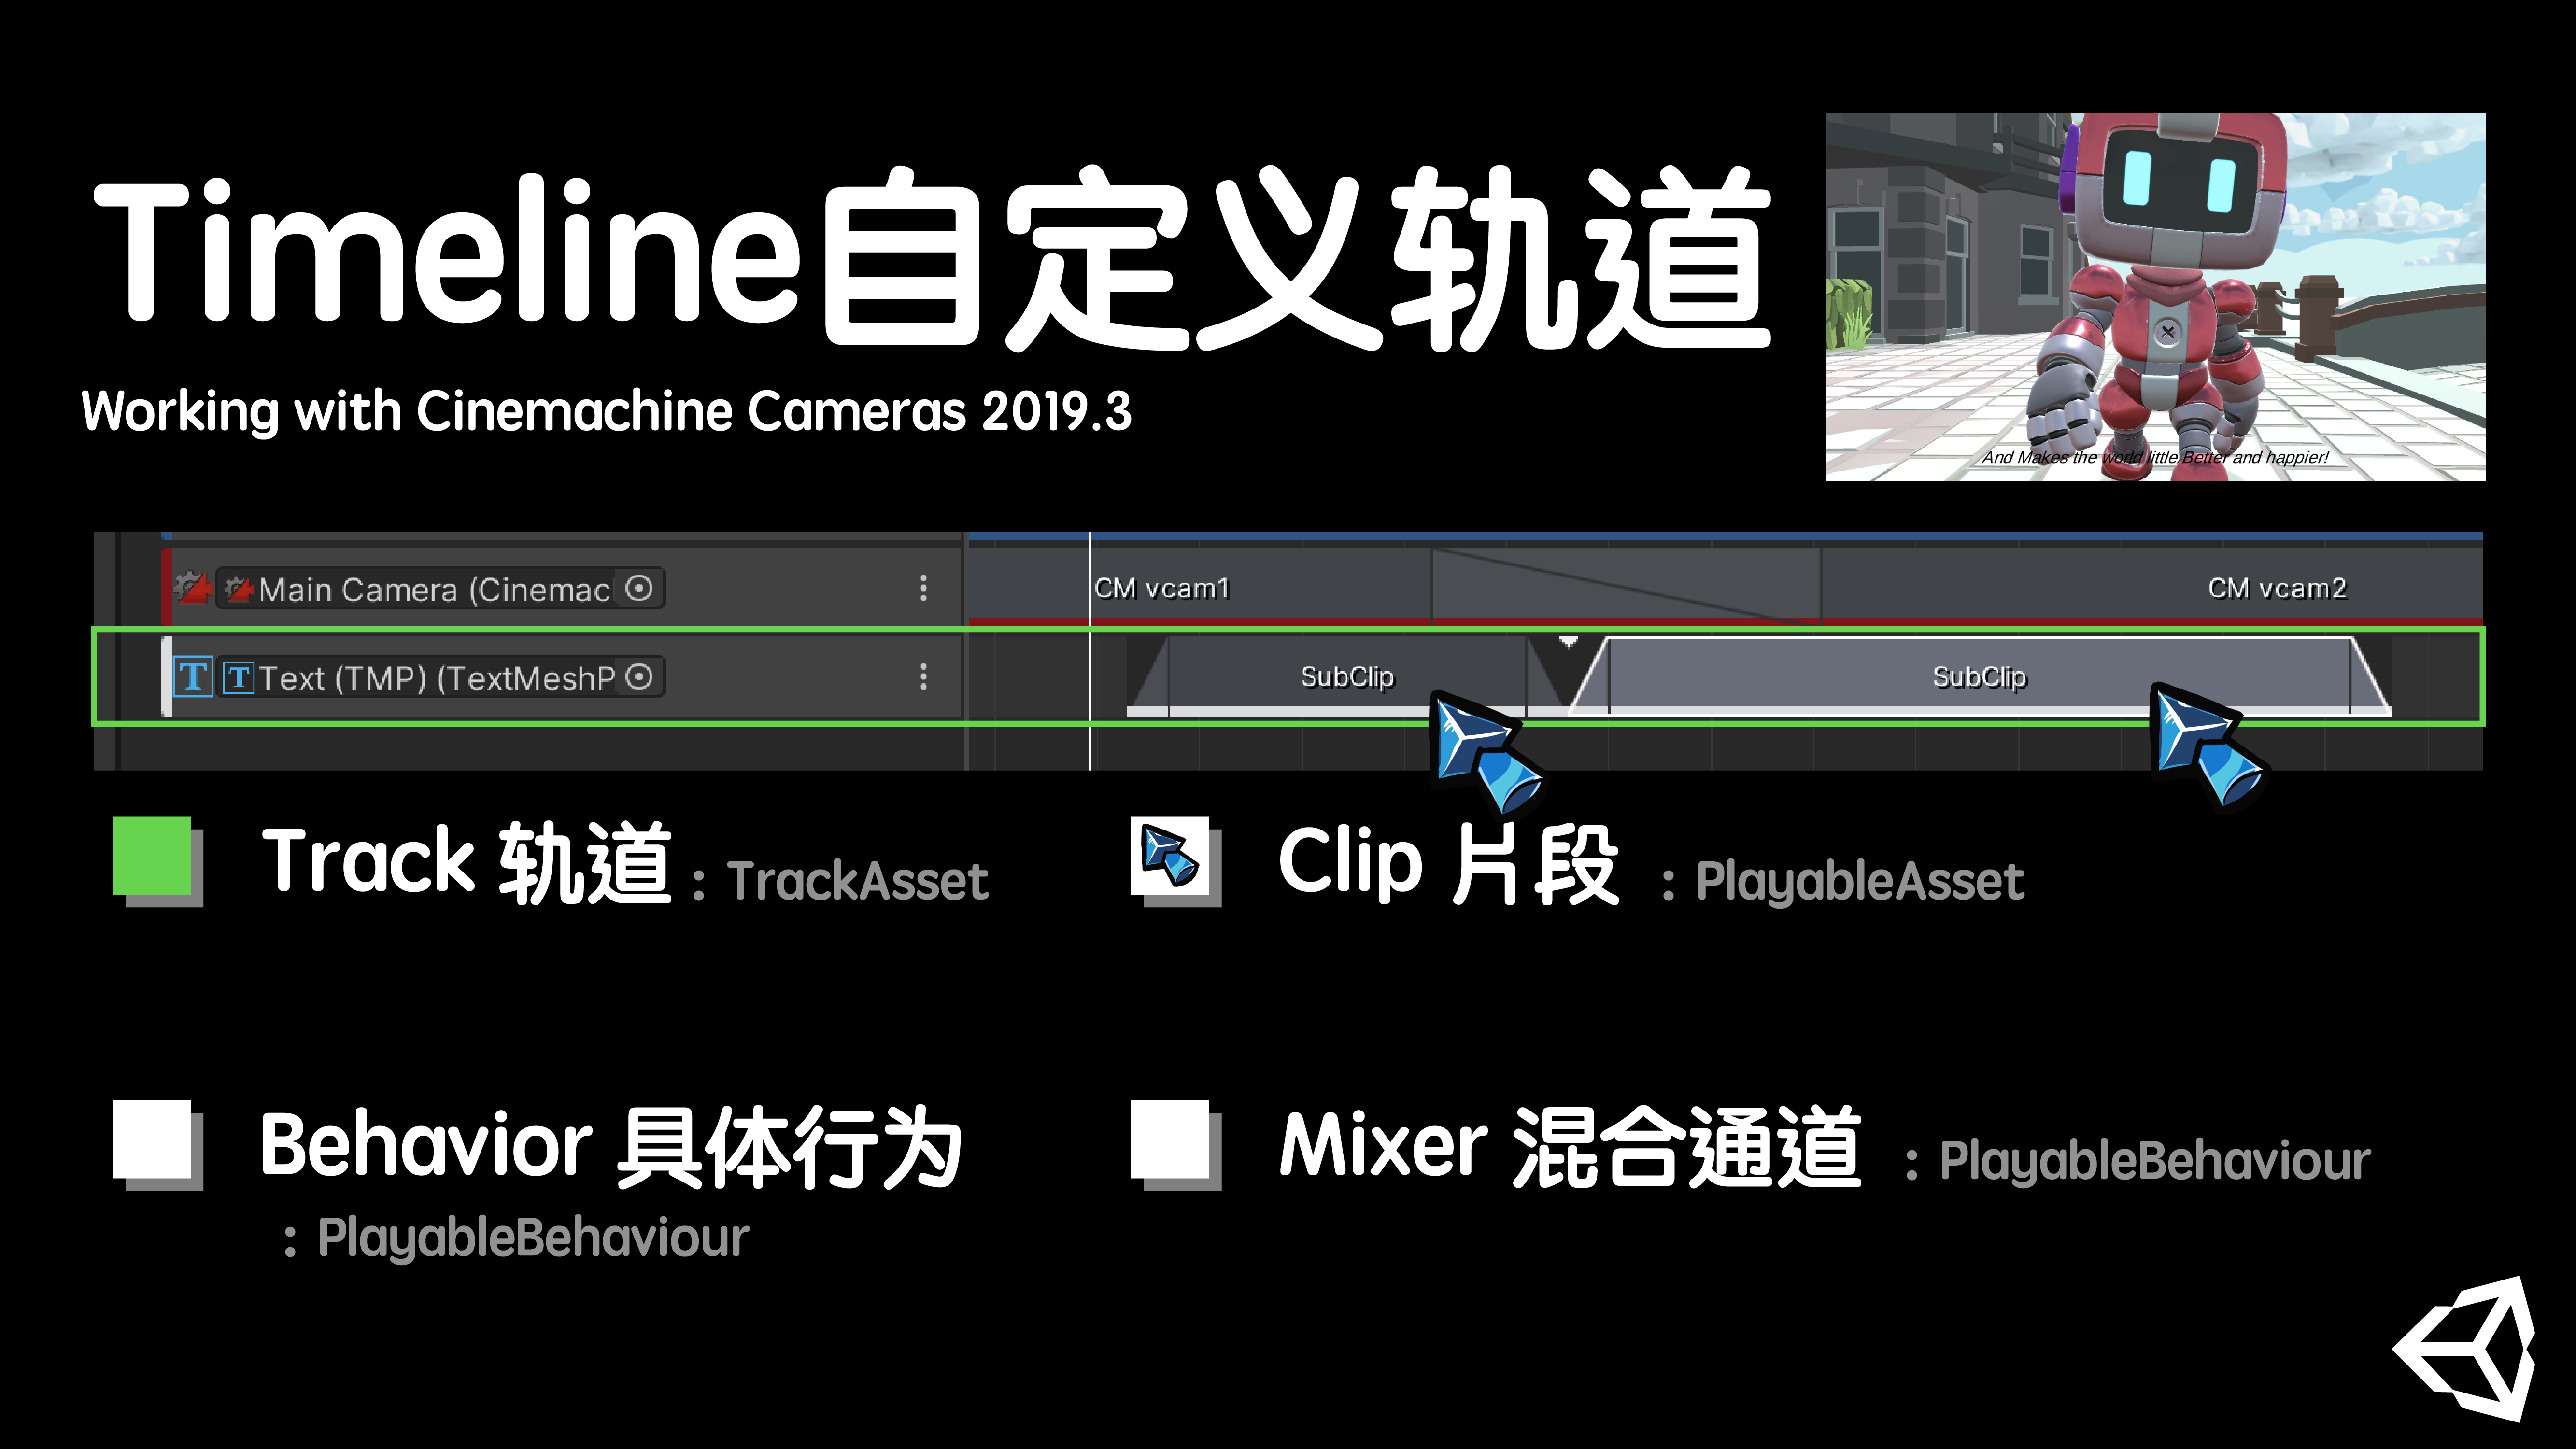 Timeline自定义轨道
Working with Cinemachine Cameras 2019.3
And Makes the world little Better and happier!
Main Camera (Cinemac
CM vcam1
CM vcam2
T T Text (TMP) (TextMeshP
SubClip
SubClip
Track 轨道 : TrackAsset
Clip 片段 : PlayableAsset
Behavior 具体行为
: PlayableBehaviour
Mixer 混合通道 : PlayableBehaviour